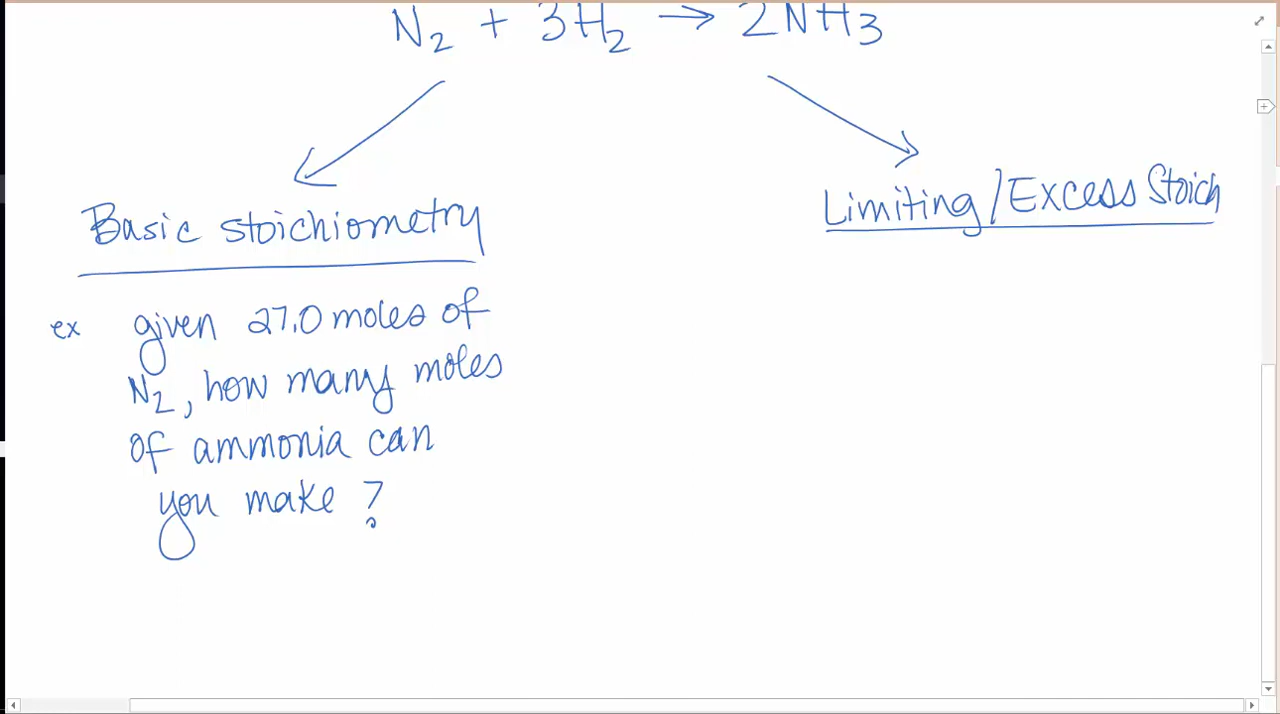 N₂ + 3H₂ → 2NH3
Basic stoichiometry
Limiting/Excess Stoich
ex given 27.0 moles of
N₂, how many moles
of ammonia can
you make ?